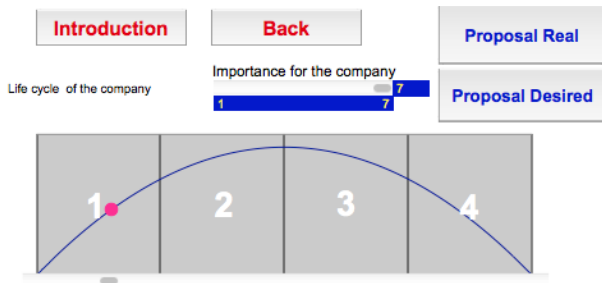 Introduction
Back
Proposal Real
Importance for the company
Life cycle of the company
7
1
7
Proposal Desired
1
2
3
4